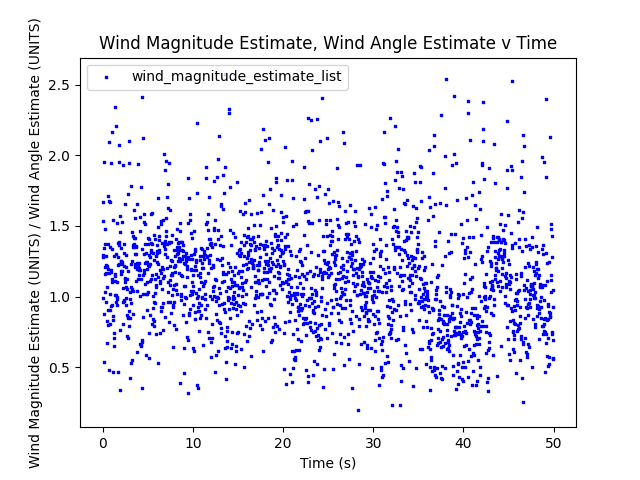 Wind Magnitude Estimate, Wind Angle Estimate v Time
wind_magnitude_estimate_list
Wind Magnitude Estimate (UNITS) / Wind Angle Estimate (UNITS)
2.5
2.0
1.5
1.0
0.5
0 10 20 30 40 50
Time (s)